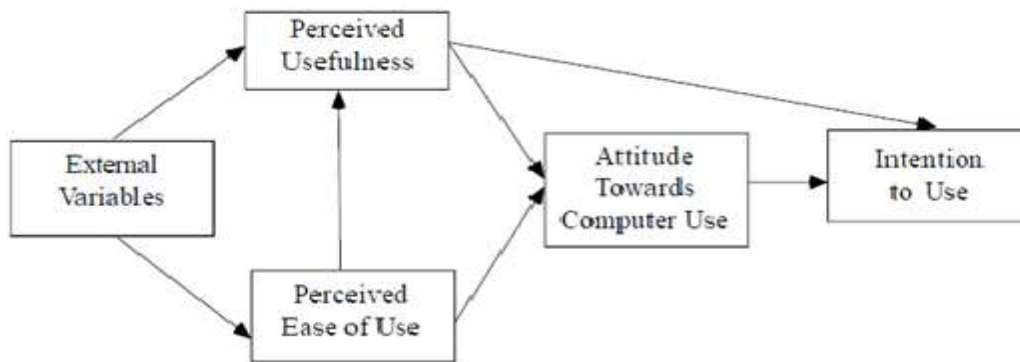 Perceived
Usefulness
External
Variables
Attitude
Towards
Computer Use
Intention
to Use
Perceived
Ease of Use